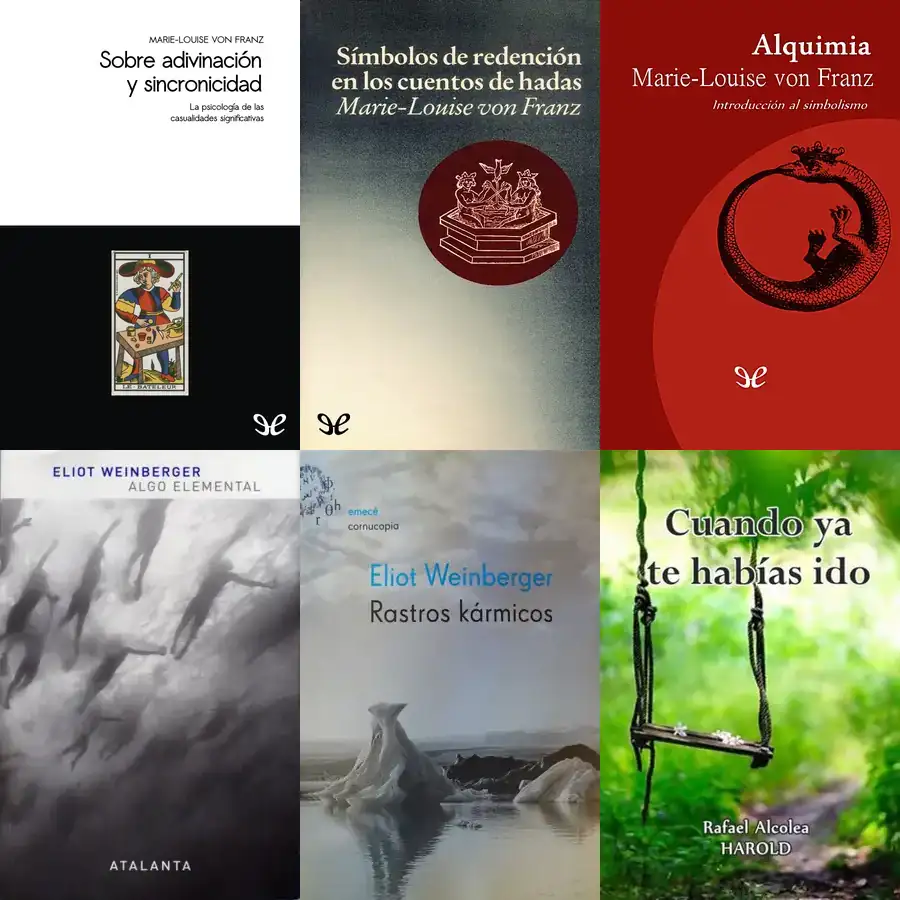 MARIE-LOUISE VON FRANZ
Sobre adivinación
y sincronicidad
La psicología de las
casualidades significativas
I
LE BATELEUR
Símbolos de redención
en los cuentos de hadas
Marie-Louise von Franz
Alquimia
Marie-Louise von Franz
Introducción al simbolismo
ELIOT WEINBERGER
ALGO ELEMENTAL
ATALANTA
emecé
cornucopia
Eliot Weinberger
Rastros kármicos
Cuando ya
te habías ido
Rafael Alcolea
HAROLD